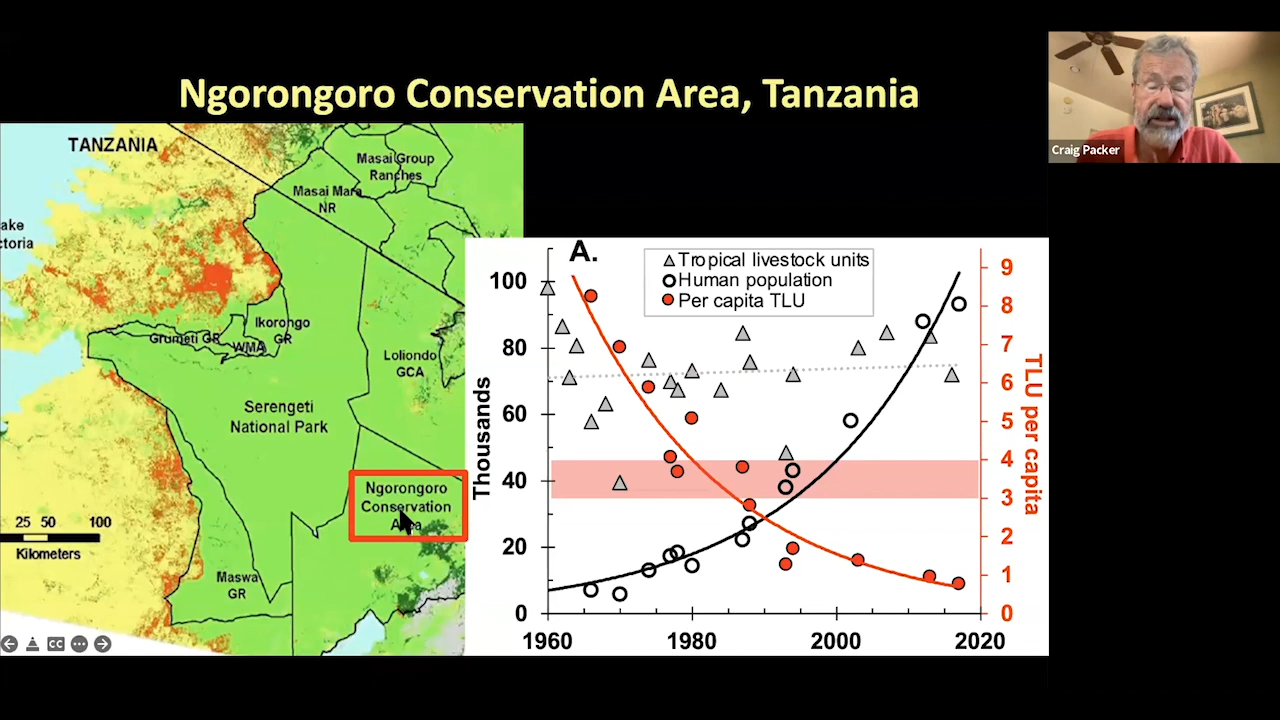 Ngorongoro Conservation Area, Tanzania
Craig Packer
TANZANIA
Masai Group
Ranches
Masai Mara
NR
ake
ctoria
Ikorongo
GR
Grumeti GR
WMA
Loliondo
GCA
Serengeti
National Park
Ngorongoro
Conservation
Area
25 50 100
Kilometers
Maswa
GR
CC
A.
Tropical livestock units
Human population
Per capita TLU
Thousands
100
80
60
40
20
0
1960 1980 2000 2020
9
8
7
6
5
4
3
2
1
0
TLU per capita